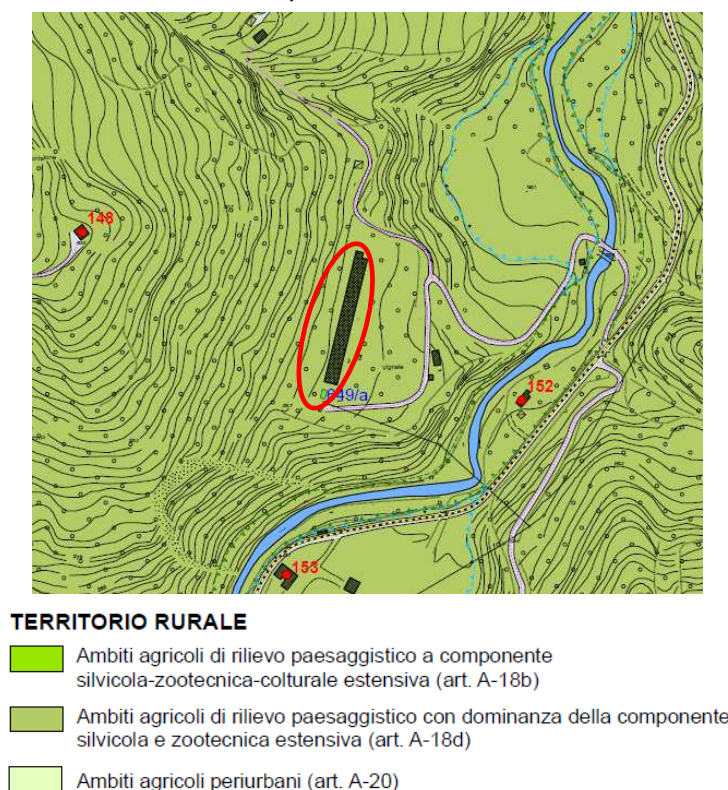 148
649/a
152
153
TERRITORIO RURALE
Ambiti agricoli di rilievo paesaggistico a componente
silvicola-zootecnica-colturale estensiva (art. A-18b)
Ambiti agricoli di rilievo paesaggistico con dominanza della componente
silvicola e zootecnica estensiva (art. A-18d)
Ambiti agricoli periurbani (art. A-20)